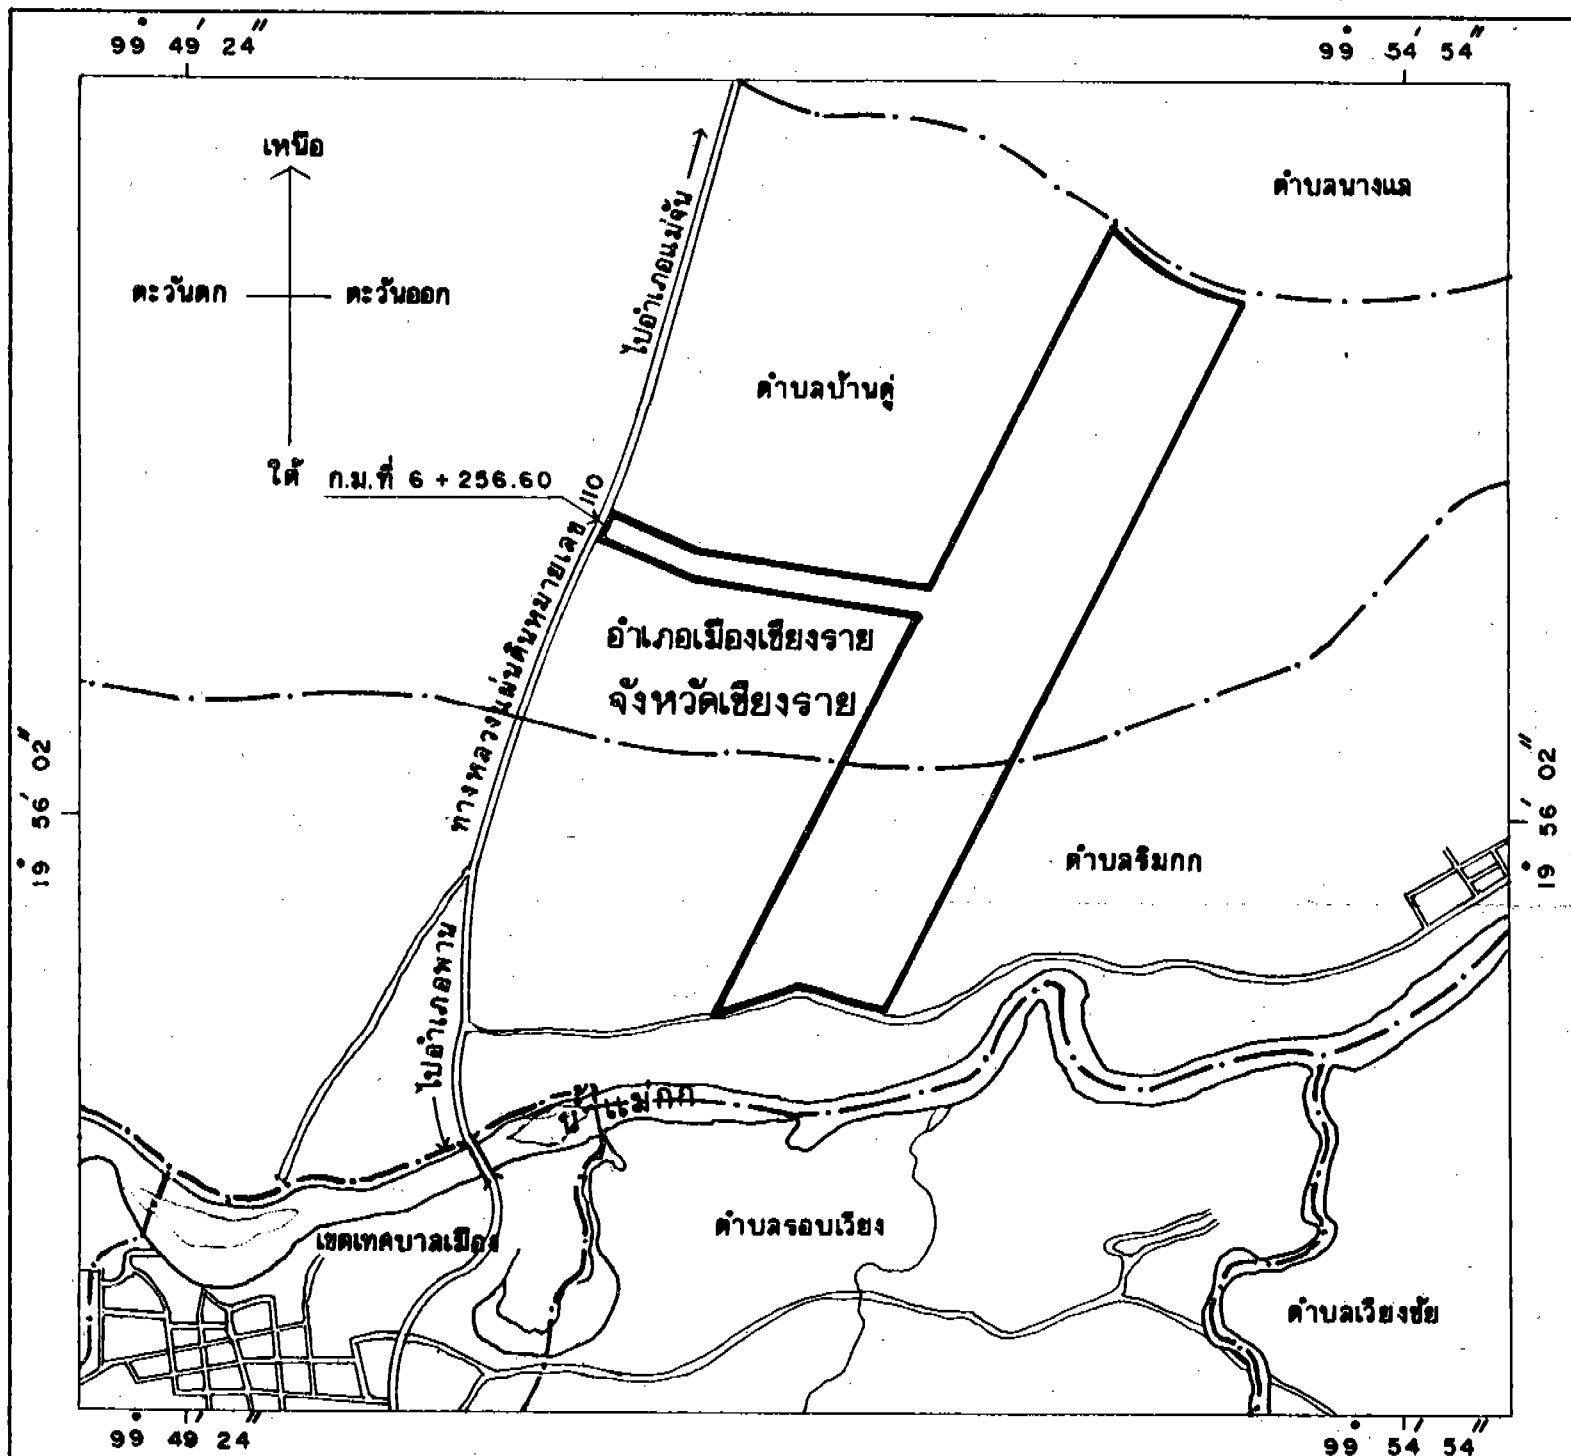 99° 49′ 24″
99° 54′ 54″
เหนือ
ตำบลนางแล
ไปอำเภอแม่จัน
ตะวันตก
ตะวันออก
ตำบลบ้านดู่
ใต้
ก.ม.ที่ 6 + 256.60
ทางหลวงแผ่นดินหมายเลข 110
อำเภอเมืองเชียงราย
จังหวัดเชียงราย
19° 56′ 02″
19° 56′ 02″
ตำบลริมกก
ไปอำเภอพาน
น้ำแม่กก
ตำบลรอบเวียง
เขตเทศบาลเมือง
ตำบลเวียงชัย
99° 49′ 24″
99° 54′ 54″